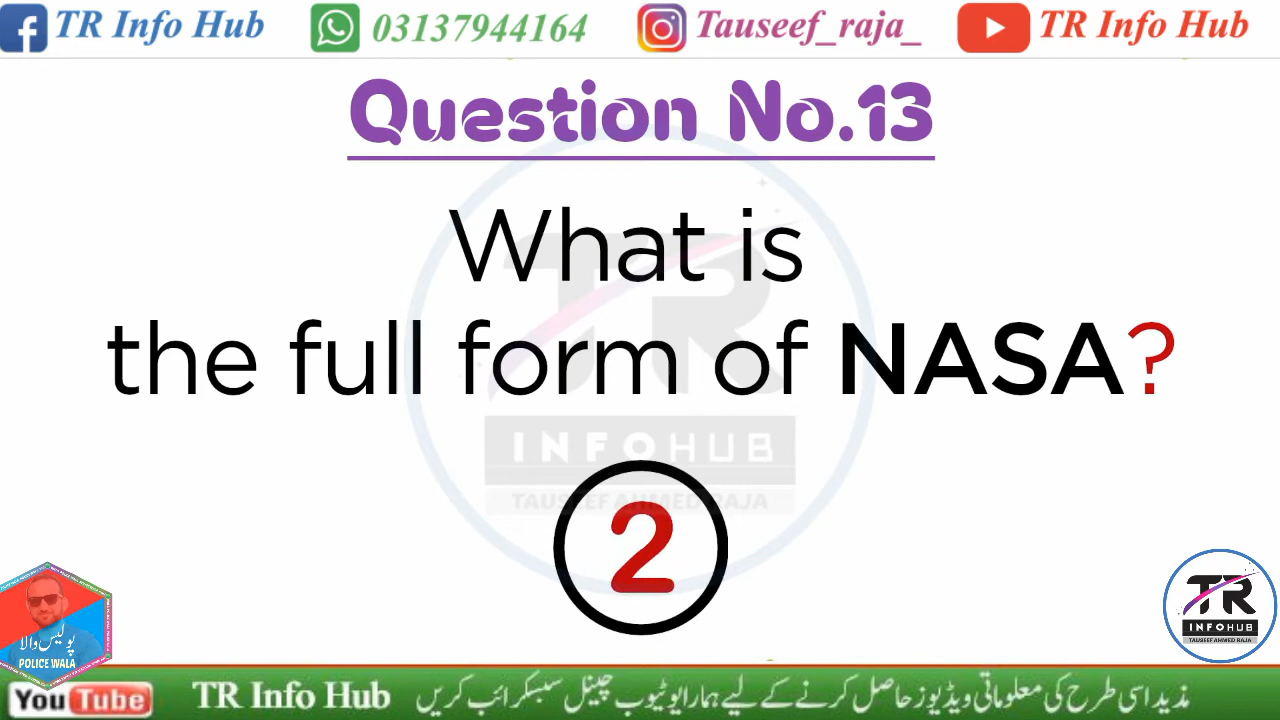 TR Info Hub 03137944164 Tauseef_raja_ TR Info Hub
Question No.13
What is
the full form of NASA?
TR
INFOHUB
TAUSEEF AHMED RAJA
2
پولیس والا
POLICE WALA
TR
INFOHUB
TAUSEEF AHMED RAJA
YouTube TR Info Hub مزید اسی طرح کی معلوماتی ویڈیوز حاصل کرنے کے لیے ہمارا یوٹیوب چینل سبسکرائب کریں